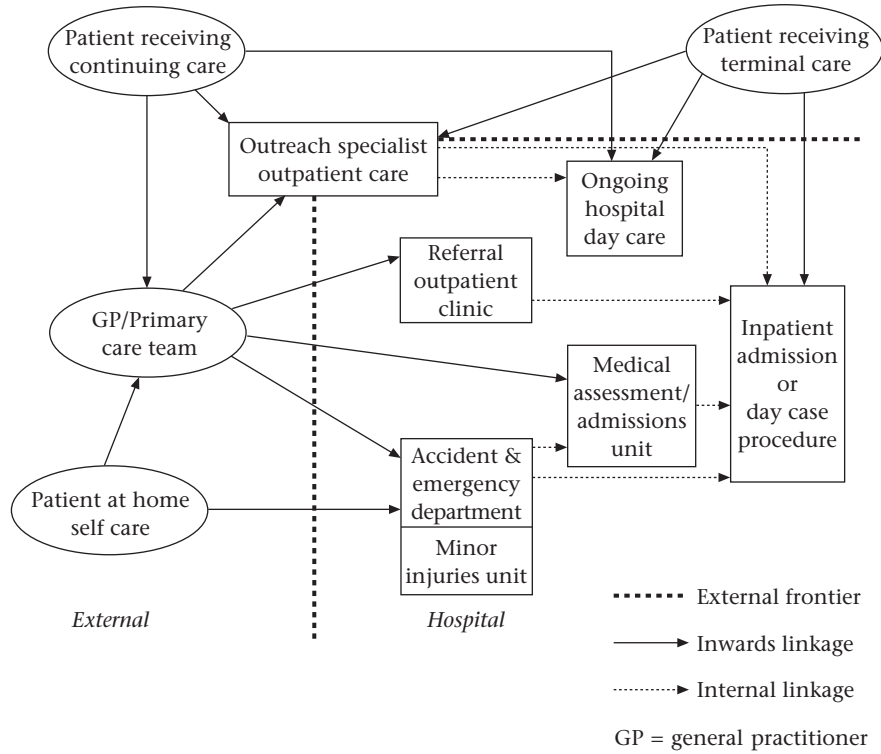 Patient receiving
continuing care
Patient receiving
terminal care
Outreach specialist
outpatient care
Ongoing
hospital
day care
Referral
outpatient
clinic
GP/Primary
care team
Inpatient
admission
or
day case
procedure
Medical
assessment/
admissions
unit
Accident &
emergency
department
Patient at home
self care
Minor
injuries unit
External
Hospital
External frontier
Inwards linkage
Internal linkage
GP = general practitioner